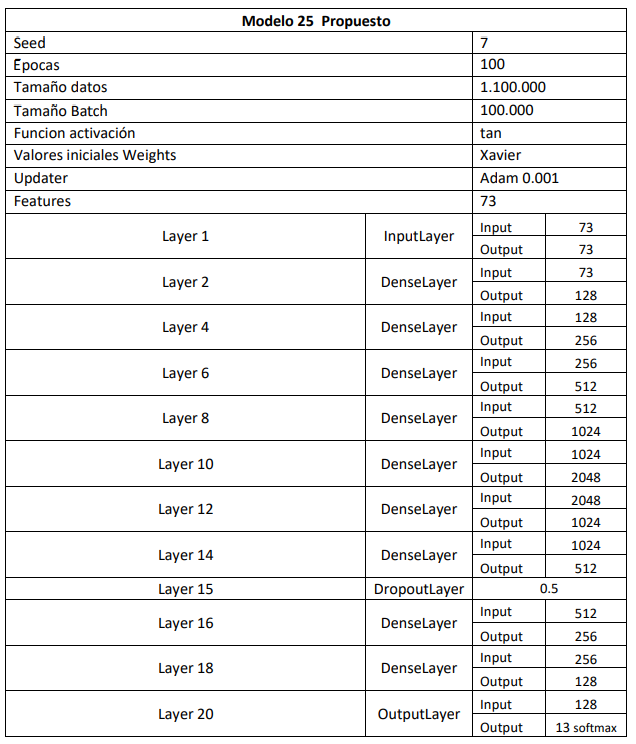 Modelo 25 Propuesto
Seed 7
Epocas 100
Tamaño datos 1.100.000
Tamaño Batch 100.000
Funcion activación tan
Valores iniciales Weights Xavier
Updater Adam 0.001
Features 73
Layer 1 InputLayer Input 73
Output 73
Layer 2 DenseLayer Input 73
Output 128
Layer 4 DenseLayer Input 128
Output 256
Layer 6 DenseLayer Input 256
Output 512
Layer 8 DenseLayer Input 512
Output 1024
Layer 10 DenseLayer Input 1024
Output 2048
Layer 12 DenseLayer Input 2048
Output 1024
Layer 14 DenseLayer Input 1024
Output 512
Layer 15 DropoutLayer 0.5
Layer 16 DenseLayer Input 512
Output 256
Layer 18 DenseLayer Input 256
Output 128
Layer 20 OutputLayer Input 128
Output 13 softmax